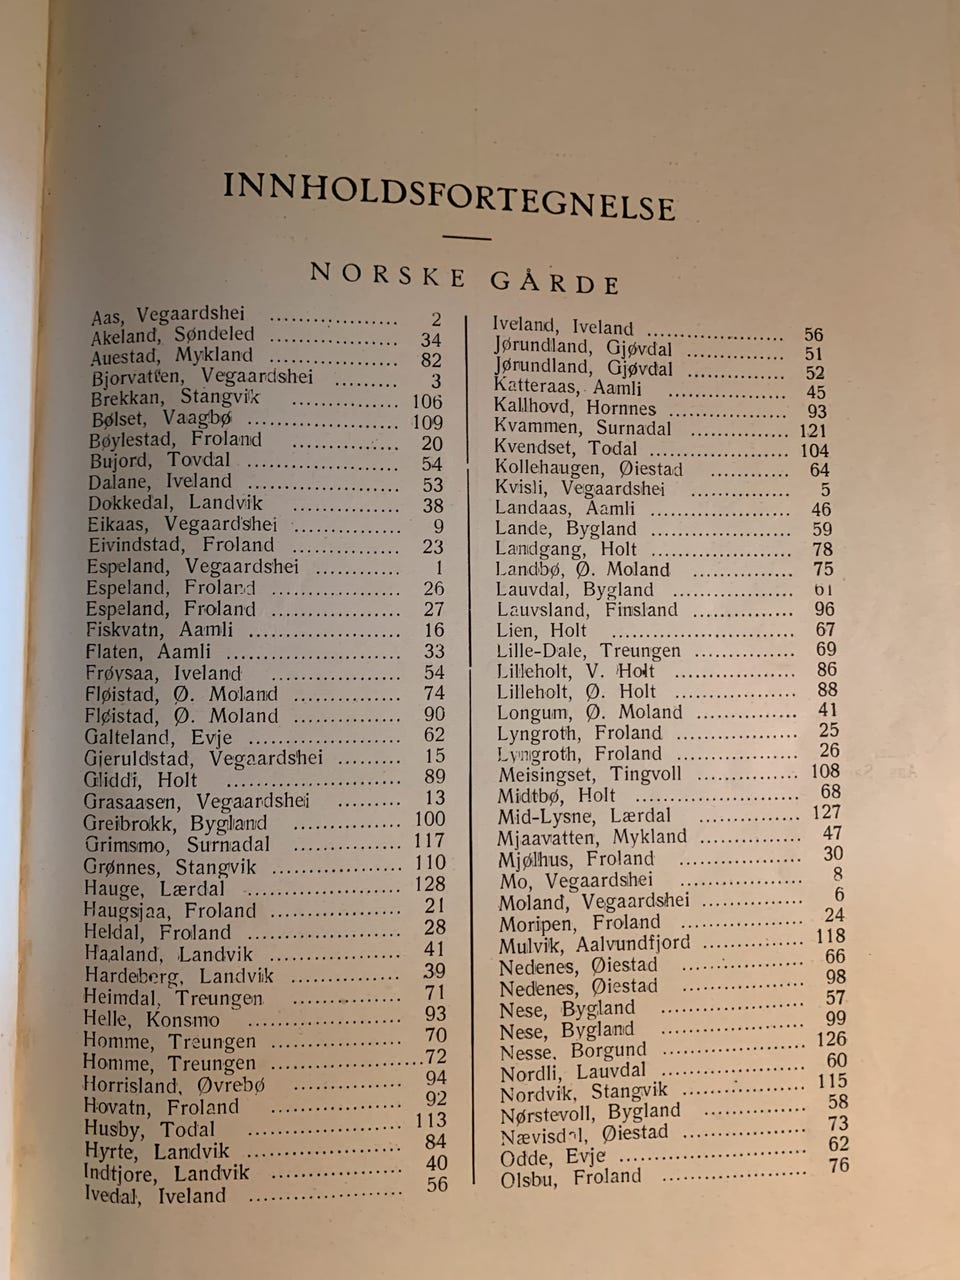 INNHOLDSFORTEGNELSE
NORSKE GÅRDE
Aas, Vegaardshei .................. 2
Akeland, Søndeled .................. 34
Auestad, Mykland .................. 82
Bjorvatten, Vegaardshei ......... 3
Brekkan, Stangvik ............... 106
Bølset, Vaagbø .................. 109
Bøylestad, Froland ............... 20
Bujord, Tovdal .................. 54
Dalane, Iveland .................. 53
Dokkedal, Landvik ............... 38
Eikaas, Vegaardshei ............... 9
Eivindstad, Froland ............... 23
Espeland, Vegaardshei ............ 1
Espeland, Froland .................. 26
Espeland, Froland .................. 27
Fiskvatn, Aamli .................. 16
Flaten, Aamli .................. 33
Frøysaa, Iveland .................. 54
Fløistad, Ø. Moland ............... 74
Fløistad, Ø. Moland ............... 90
Galteland, Evje .................. 62
Gjeruldstad, Vegaardshei ......... 15
Gliddi, Holt .................. 89
Grasaasen, Vegaardshei ......... 13
Greibrokk, Bygland ............... 100
Grimsmo, Surnadal ............... 117
Grønnes, Stangvik .................. 110
Hauge, Lærdal .................. 128
Haugsjaa, Froland .................. 21
Heldal, Froland .................. 28
Haaland, Landvik .................. 41
Hardeberg, Landvik ............... 39
Heimdal, Treungen ............... 71
Helle, Konsmo .................. 93
Homme, Treungen .................. 70
Homme, Treungen .................. 72
Horrisland, Øvrebø ............... 94
Hovatn, Froland .................. 92
Husby, Todal .................. 113
Hyrte, Landvik .................. 84
Indtjore, Landvik .................. 40
Ivedal, Iveland .................. 56
Iveland, Iveland .................. 56
Jørundland, Gjøvdal ............... 51
Jørundland, Gjøvdal ............... 52
Katteraas, Aamli .................. 45
Kallhovd, Hornnes .................. 93
Kvammen, Surnadal ............... 121
Kvendset, Todal .................. 104
Kollehaugen, Øiestad ............ 64
Kvisli, Vegaardshei ............... 5
Landaas, Aamli .................. 46
Lande, Bygland .................. 59
Landgang, Holt .................. 78
Landbø, Ø. Moland ............... 75
Lauvdal, Bygland .................. 61
Lauvsland, Finsland ............... 96
Lien, Holt .................. 67
Lille-Dale, Treungen ............... 69
Lilleholt, V. Holt .................. 86
Lilleholt, Ø. Holt .................. 88
Longum, Ø. Moland ............... 41
Lyngroth, Froland .................. 25
Lyngroth, Froland .................. 26
Meisingset, Tingvoll ............... 108
Midtbø, Holt .................. 68
Mid-Lysne, Lærdal ............... 127
Mjaavatten, Mykland ............... 47
Mjølhus, Froland .................. 30
Mo, Vegaardshei .................. 8
Moland, Vegaardshei ............... 6
Moripen, Froland .................. 24
Mulvik, Aalvundfjord ............... 118
Nedenes, Øiestad .................. 66
Nedenes, Øiestad .................. 98
Nese, Bygland .................. 57
Nese, Bygland .................. 99
Nesse, Borgund .................. 126
Nordli, Lauvdal .................. 60
Nordvik, Stangvik .................. 115
Nørstevoll, Bygland ............... 58
Nævisdal, Øiestad .................. 73
Odde, Evje .................. 62
Olsbu, Froland .................. 76